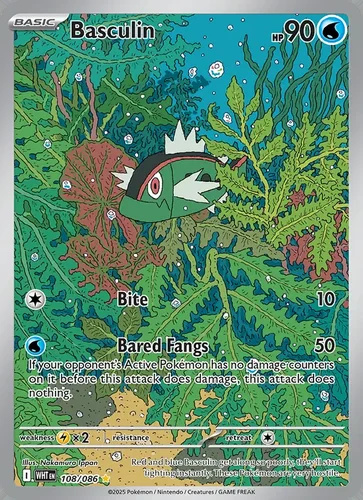 BASIC Basculin HP 90
Bite 10
Bared Fangs 50
If your opponent's Active Pokémon has no damage counters
on it before this attack does damage, this attack does
nothing.
weakness ×2 resistance retreat
Illus. Nakamura Ippan
Red and blue Basculin get along so poorly, they'll start
fighting instantly. These Pokémon are very hostile.
I WHT EN 108/086
©2025 Pokémon / Nintendo / Creatures / GAME FREAK